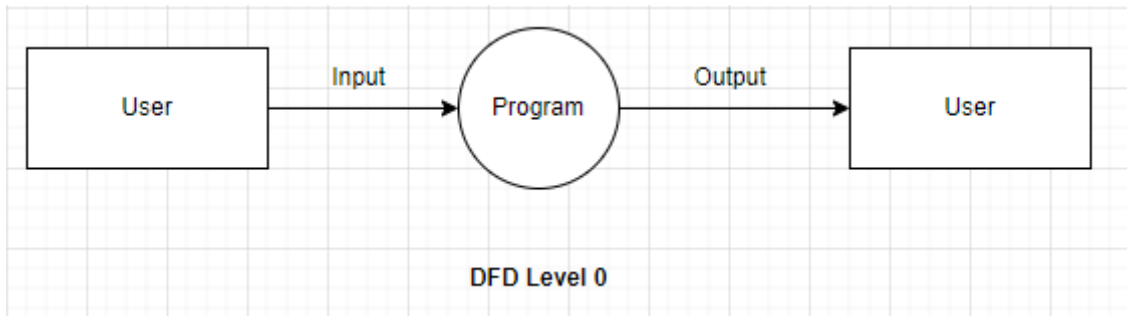 Input
Output
User
Program
User
DFD Level 0